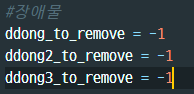 #장애물
ddong_to_remove = -1
ddong2_to_remove = -1
ddong3_to_remove = -1